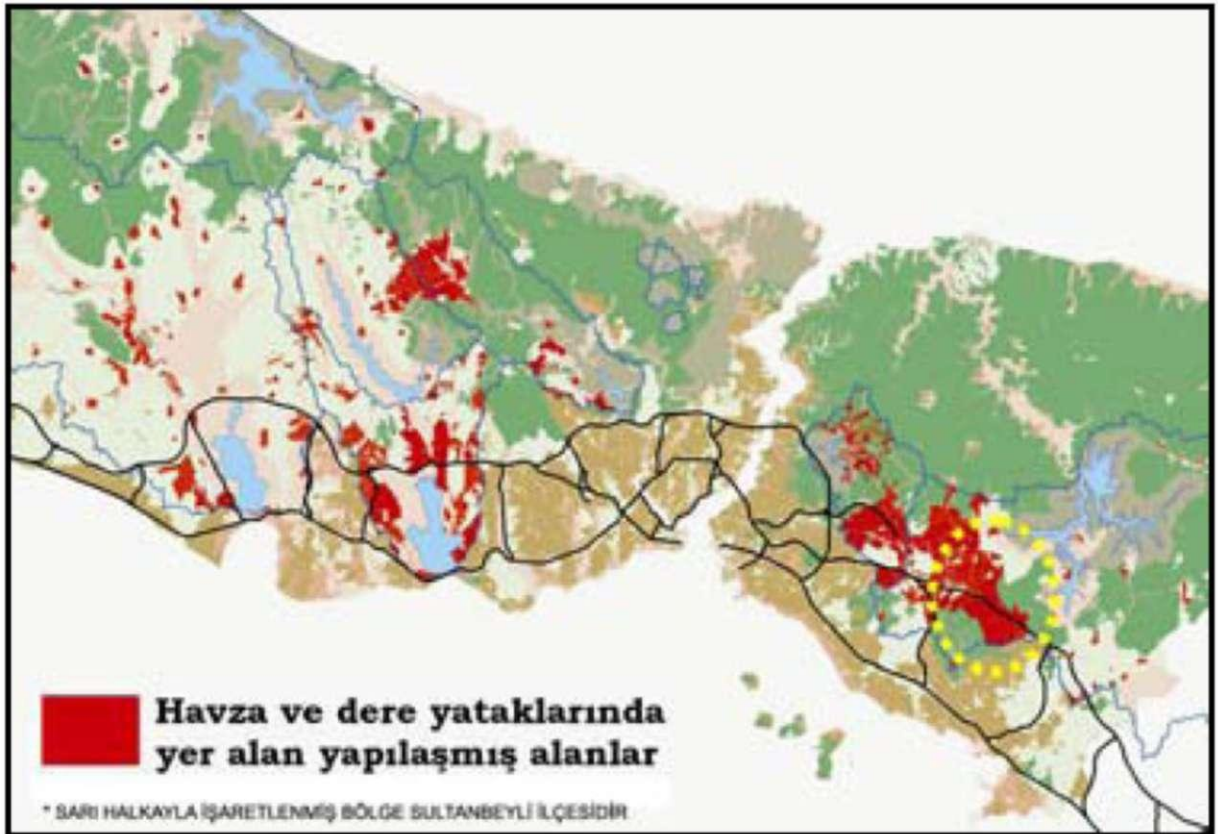 Havza ve dere yataklarında
yer alan yapılaşmış alanlar
* SARI HALKAYLA İŞARETLENMİŞ BÖLGE SULTANBEYLİ İLÇESİDİR